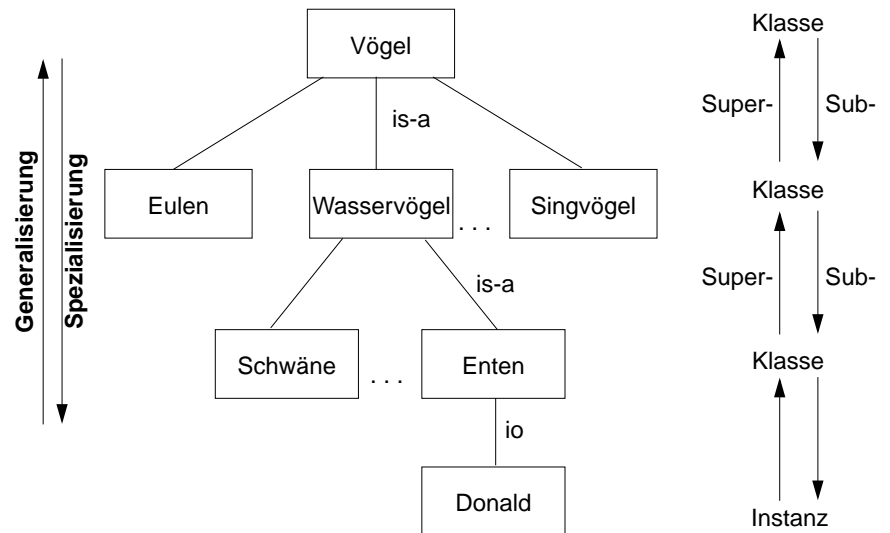 Vögel
Klasse
is-a
Super-
Sub-
Generalisierung
Spezialisierung
Eulen
Wasservögel
. . .
Singvögel
Klasse
is-a
Super-
Sub-
Schwäne
. . .
Enten
Klasse
io
Donald
Instanz